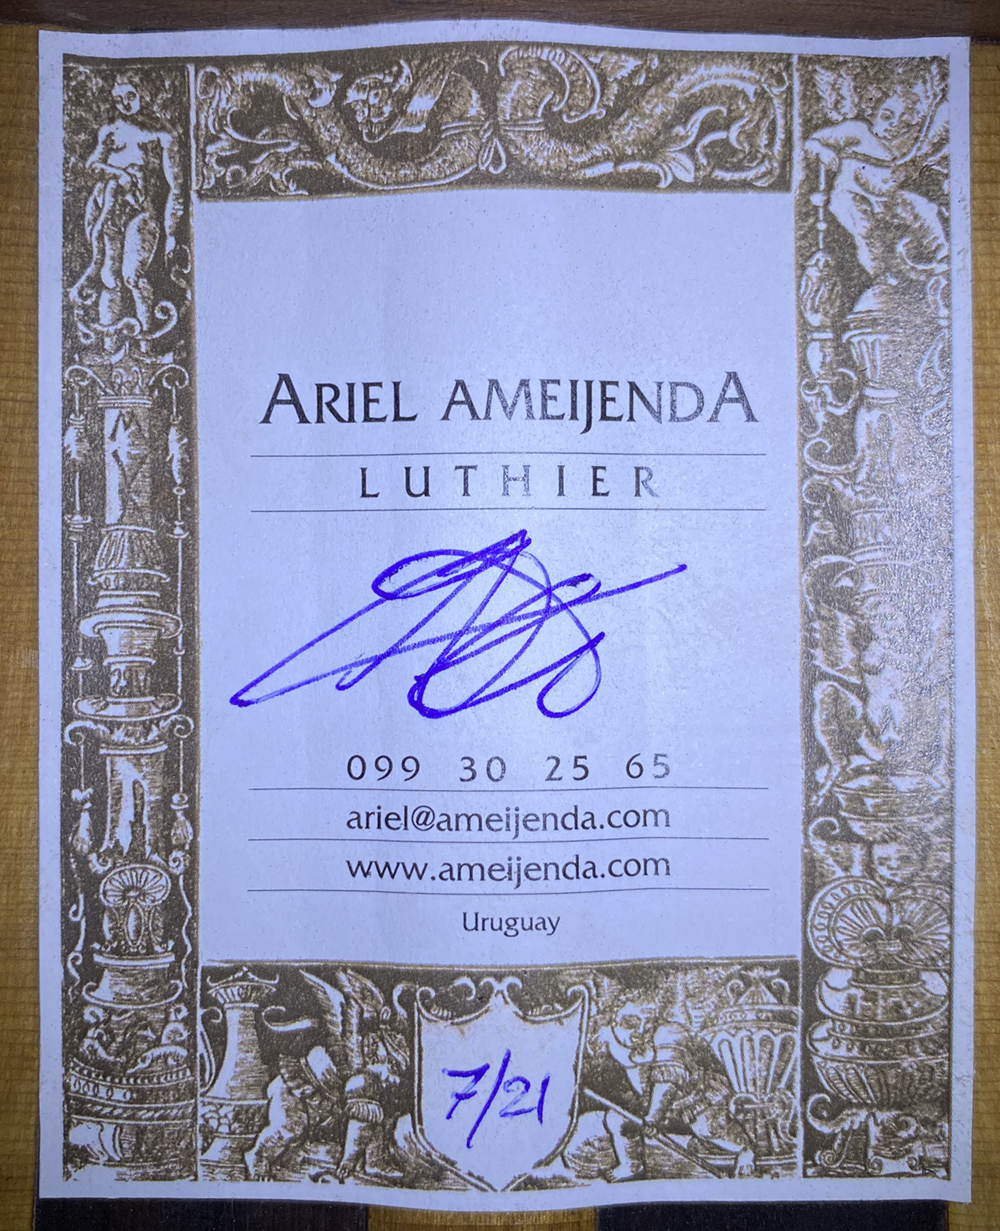 ARIEL AMEIJENDA
LUTHIER
099 30 25 65
ariel@ameijenda.com
www.ameijenda.com
Uruguay
7/21